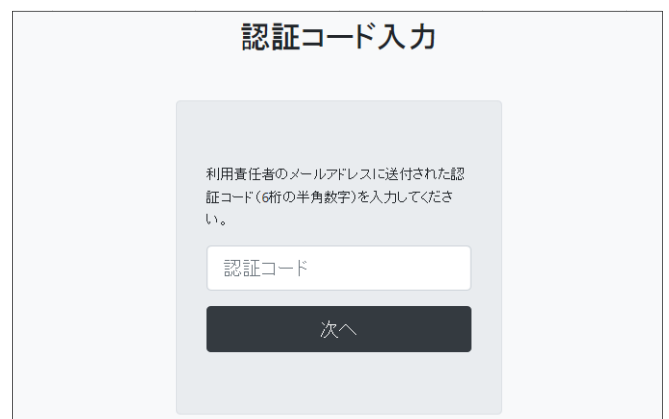 認証コード入力
利用責任者のメールアドレスに送付された認
証コード(6桁の半角数字)を入力してくださ
い。
認証コード
次へ